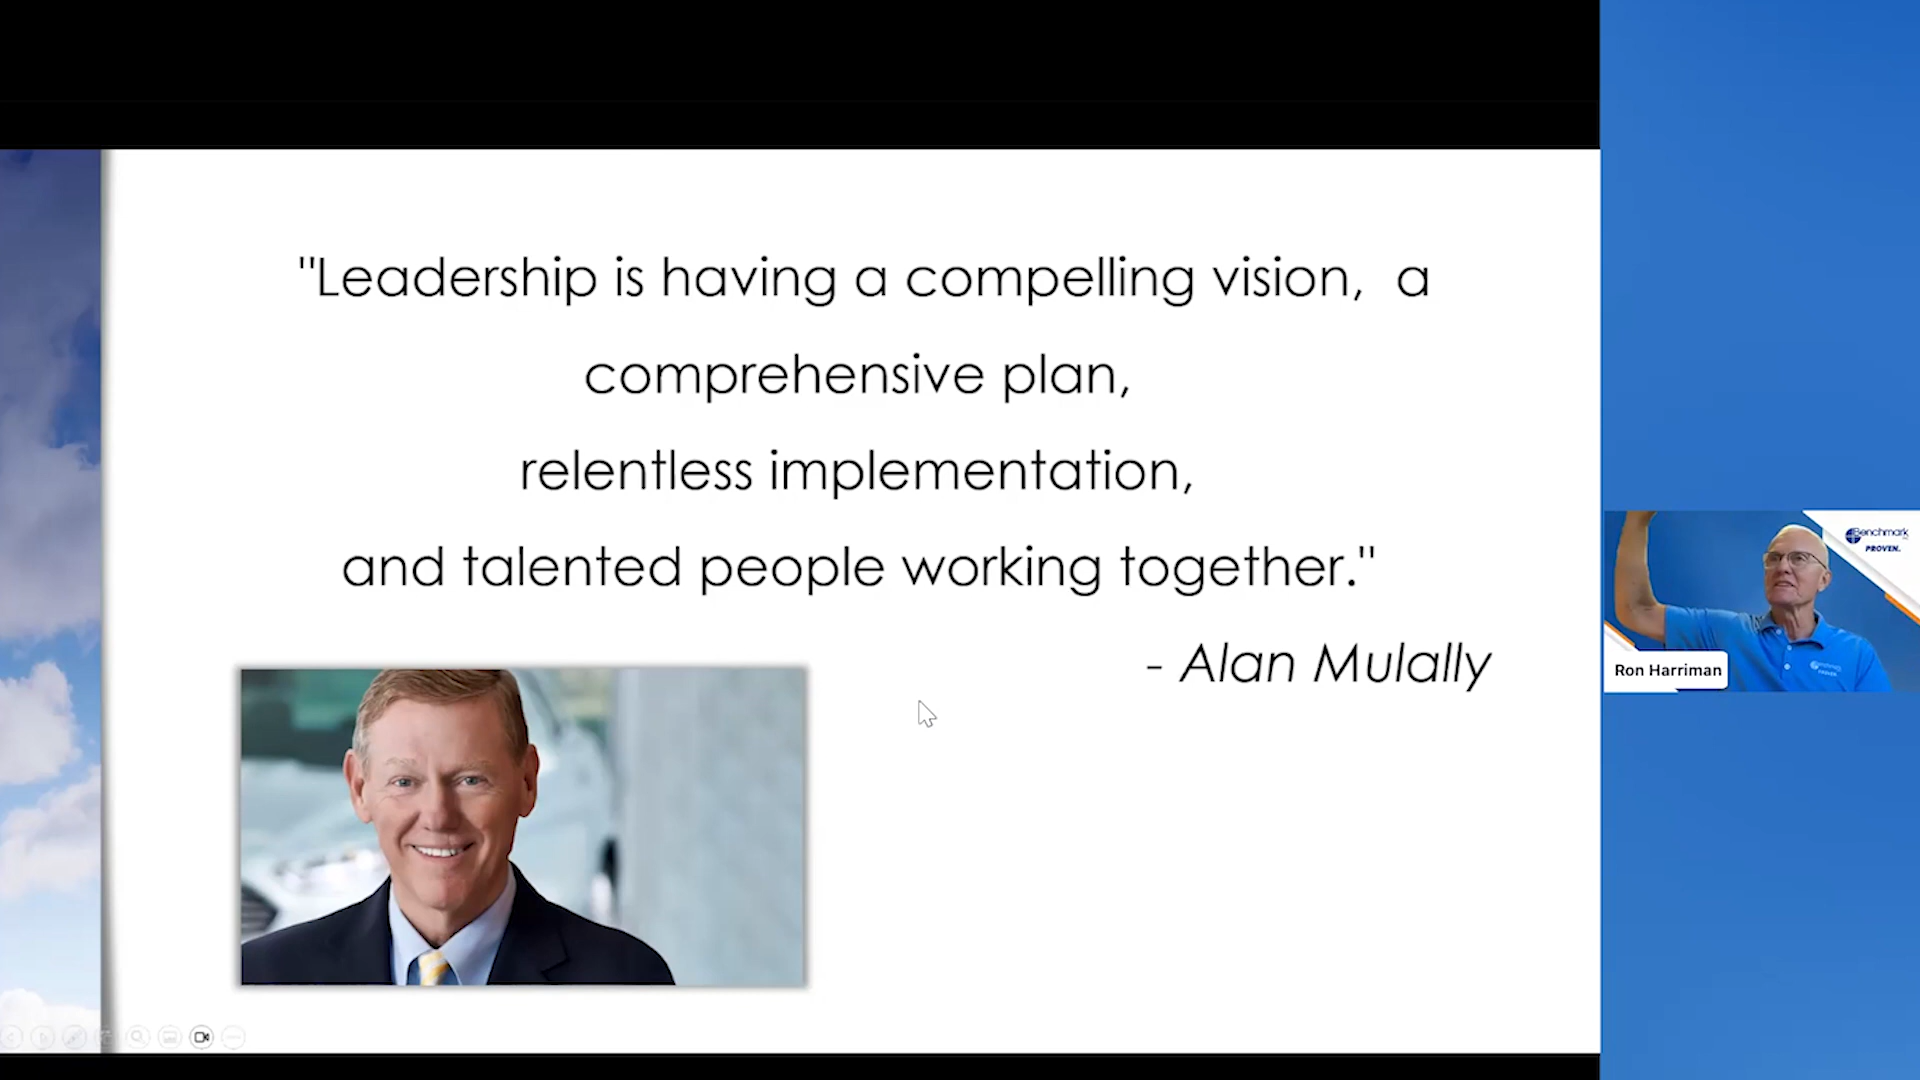 "Leadership is having a compelling vision,  a
comprehensive plan,
relentless implementation,
and talented people working together."
- Alan Mulally
Benchmark
PROVEN.
Ron Harriman